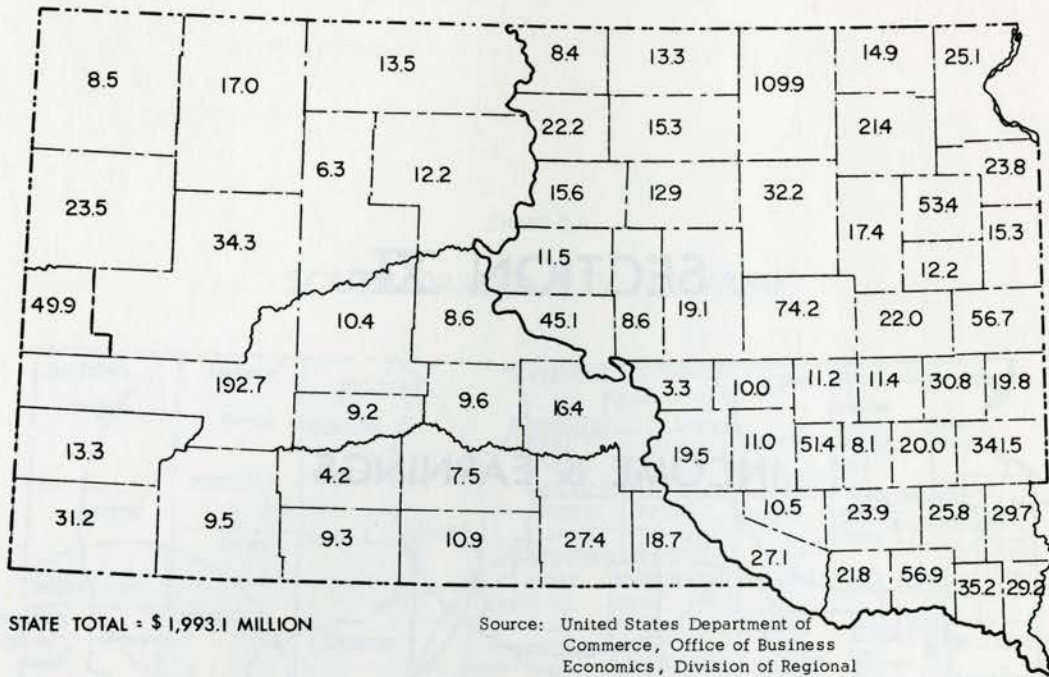 8.5 17.0 13.5 8.4 13.3 109.9 14.9 25.1
22.2 15.3 21.4
6.3 12.2 15.6 12.9 32.2 23.8
23.5 34.3 17.4 53.4 15.3
11.5 12.2
49.9 10.4 8.6 45.1 8.6 19.1 74.2 22.0 56.7
192.7 9.2 9.6 16.4 3.3 10.0 11.2 11.4 30.8 19.8
13.3 19.5 11.0 51.4 8.1 20.0 341.5
4.2 7.5
31.2 9.5 9.3 10.9 27.4 18.7 10.5 23.9 25.8 29.7
27.1 21.8 56.9 35.2 29.2
SECTION
INCOME & EARNINGS
STATE TOTAL = $ 1,993.1 MILLION
Source: United States Department of
Commerce, Office of Business
Economics, Division of Regional